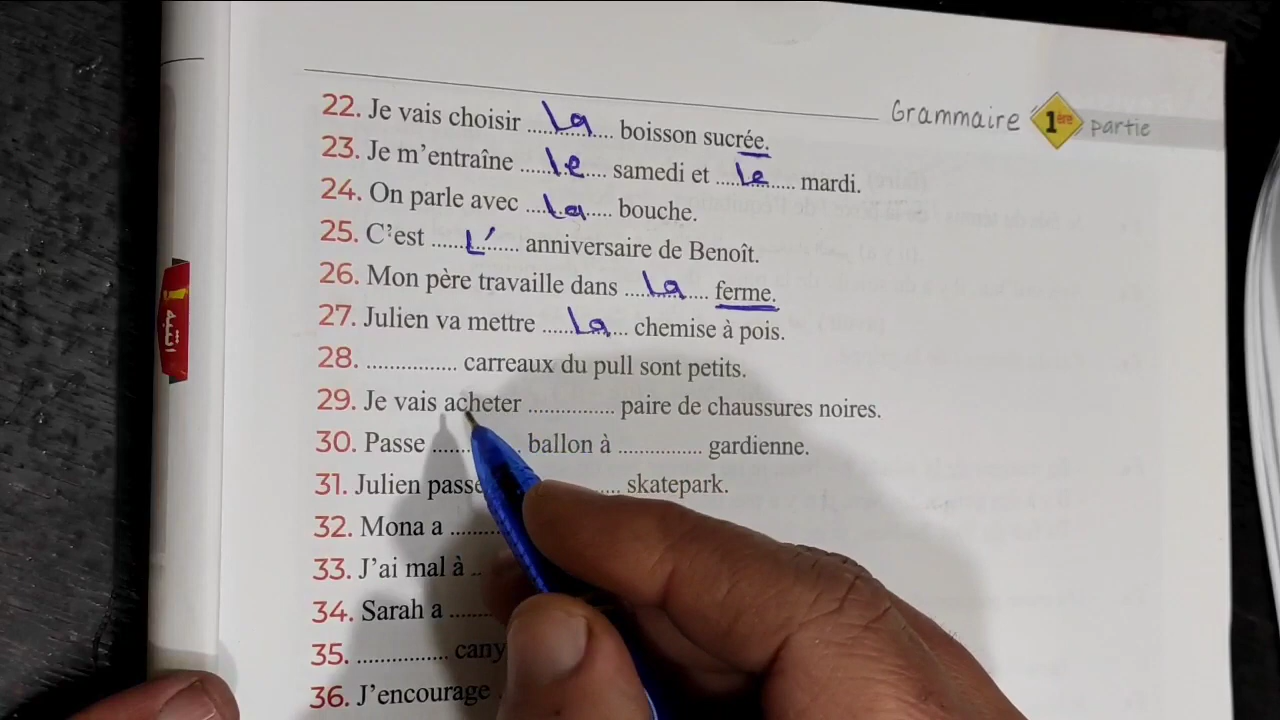 Grammaire 1ère partie
22. Je vais choisir ....La.... boisson sucrée.
23. Je m'entraîne ....le.... samedi et ....le.... mardi.
24. On parle avec ....la.... bouche.
25. C'est ....L'.... anniversaire de Benoît.
26. Mon père travaille dans ....la.... ferme.
27. Julien va mettre ....la.... chemise à pois.
28. ................ carreaux du pull sont petits.
29. Je vais acheter ................ paire de chaussures noires.
30. Passe ................ ballon à ................ gardienne.
31. Julien passe .... skatepark.
32. Mona a .........
33. J'ai mal à ..
34. Sarah a ........
35. ................ cany
36. J'encourage .